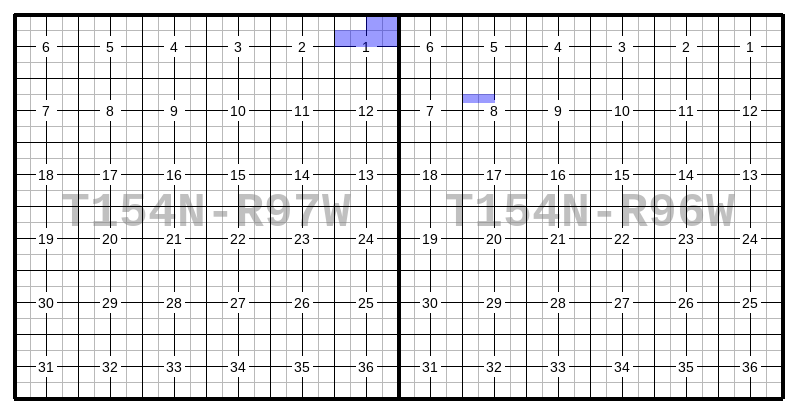 6 5 4 3 2 1 6 5 4 3 2 1
7 8 9 10 11 12 7 8 9 10 11 12
18 17 16 15 14 13 18 17 16 15 14 13
T154N-R97W T154N-R96W
19 20 21 22 23 24 19 20 21 22 23 24
30 29 28 27 26 25 30 29 28 27 26 25
31 32 33 34 35 36 31 32 33 34 35 36